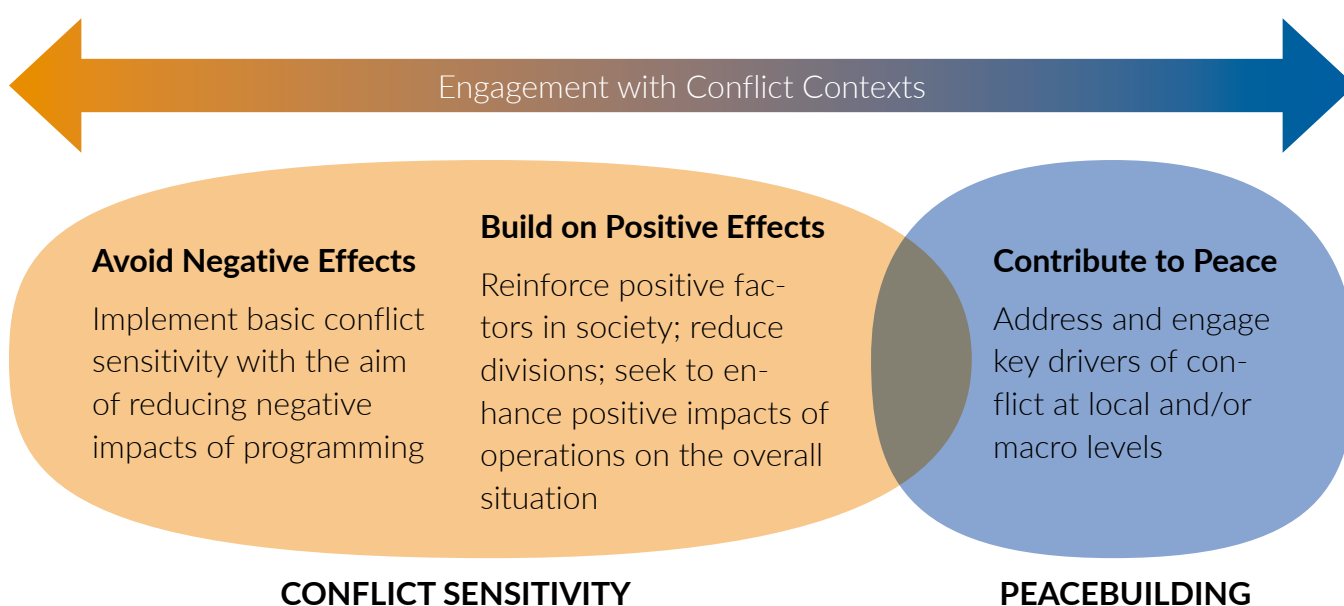 Engagement with Conflict Contexts
Avoid Negative Effects
Implement basic conflict
sensitivity with the aim
of reducing negative
impacts of programming
Build on Positive Effects
Reinforce positive fac-
tors in society; reduce
divisions; seek to en-
hance positive impacts of
operations on the overall
situation
Contribute to Peace
Address and engage
key drivers of con-
flict at local and/or
macro levels
CONFLICT SENSITIVITY
PEACEBUILDING